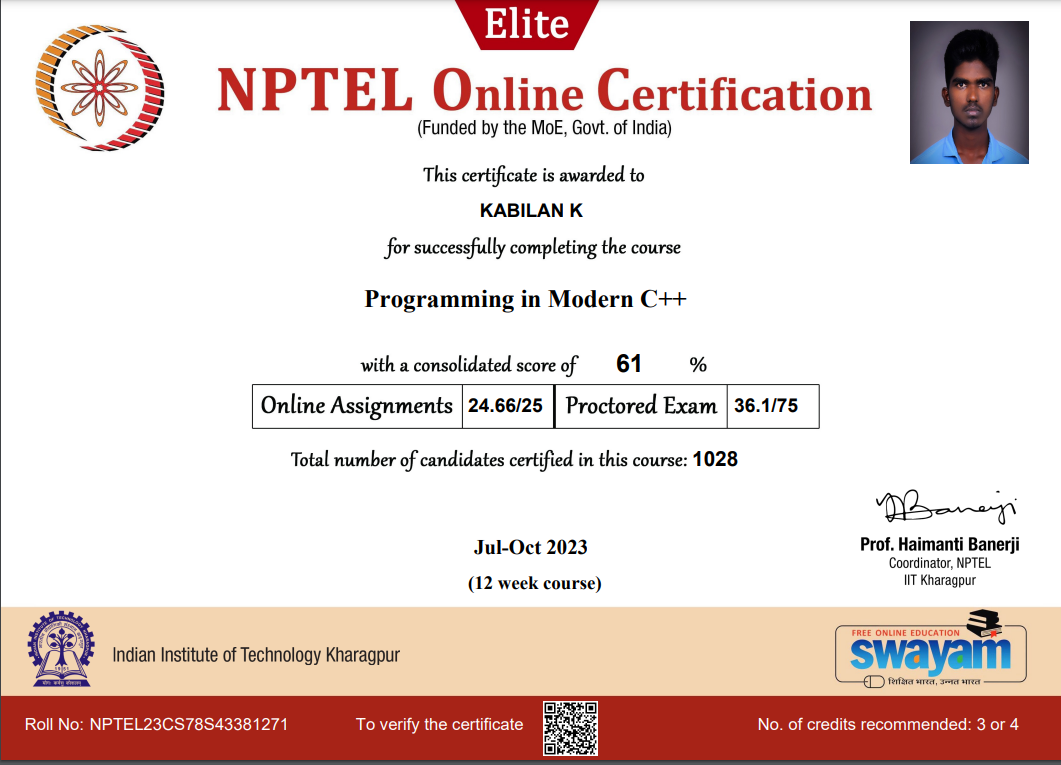 Elite
NPTEL Online Certification
(Funded by the MoE, Govt. of India)
This certificate is awarded to
KABILAN K
for successfully completing the course
Programming in Modern C++
with a consolidated score of 61 %
Online Assignments 24.66/25 Proctored Exam 36.1/75
Total number of candidates certified in this course: 1028
Jul-Oct 2023
(12 week course)
Prof. Haimanti Banerji
Coordinator, NPTEL
IIT Kharagpur
Indian Institute of Technology Kharagpur
FREE ONLINE EDUCATION
swayam
शिक्षित भारत, उन्नत भारत
Roll No: NPTEL23CS78S43381271
To verify the certificate
No. of credits recommended: 3 or 4